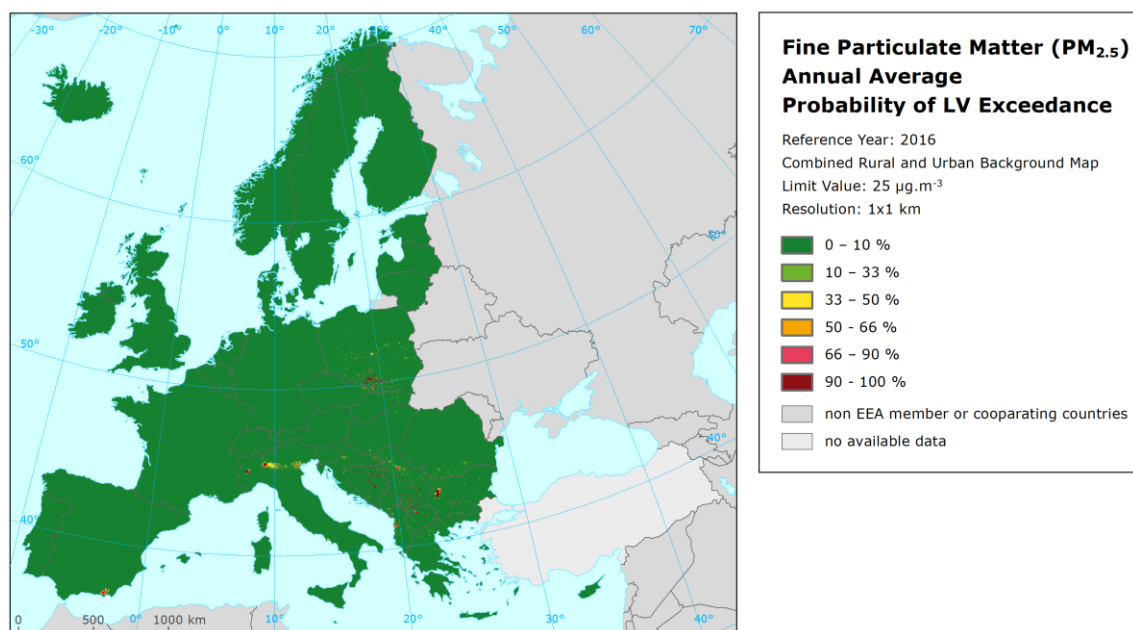 -30° -20° -10° 0° 10° 20° 30° 40° 50° 60° 70°
60°
50°
40°
60°
50°
40°
0 500 0° 1000 km 10° 20° 30° 40°
Fine Particulate Matter (PM2.5)
Annual Average
Probability of LV Exceedance
Reference Year: 2016
Combined Rural and Urban Background Map
Limit Value: 25 µg.m-3
Resolution: 1x1 km
0 – 10 %
10 – 33 %
33 – 50 %
50 - 66 %
66 – 90 %
90 - 100 %
non EEA member or cooparating countries
no available data